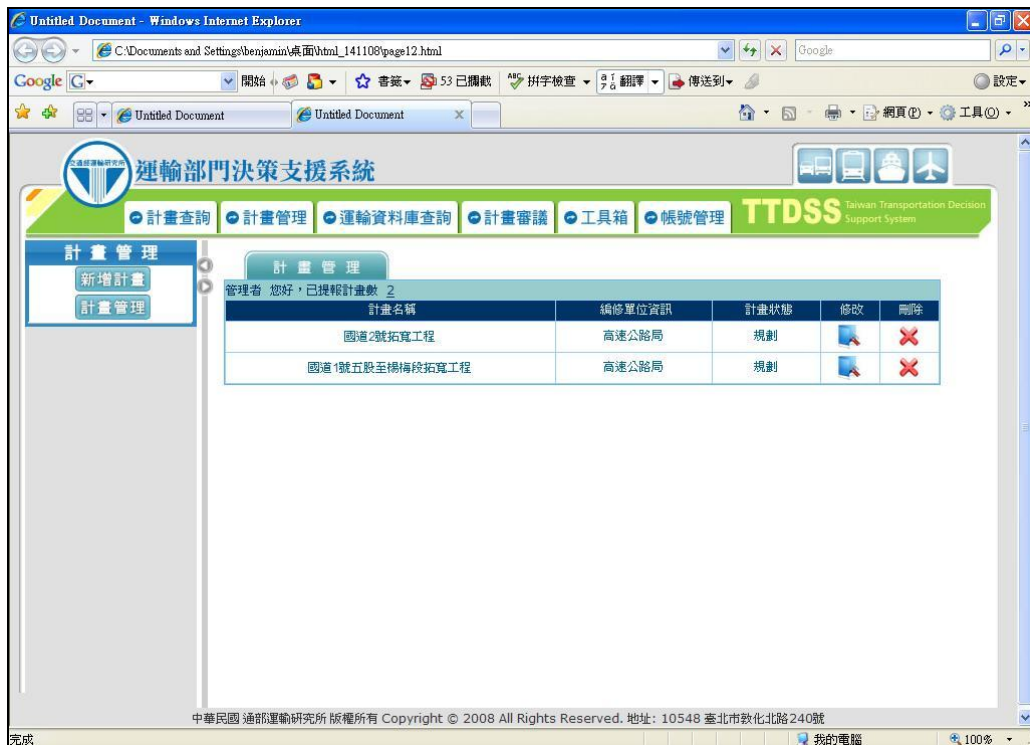 Untitled Document - Windows Internet Explorer
C:\Documents and Settings\benjamin\桌面\html_141108\page12.html
Google
Google
開始
書籤 53 已攔截
拼字檢查
翻譯
傳送到
設定
Untitled Document
Untitled Document
網頁(P)
工具(O)
交通部運輸研究所
運輸部門決策支援系統
計畫查詢 計畫管理 運輸資料庫查詢 計畫審議 工具箱 帳號管理
TTDSS Taiwan Transportation Decision
Support System
計畫管理
新增計畫
計畫管理
計畫管理
管理者 您好,已提報計畫數 2
計畫名稱 編修單位資訊 計畫狀態 修改 刪除
國道2號拓寬工程 高速公路局 規劃
國道1號五股至楊梅段拓寬工程 高速公路局 規劃
中華民國 通部運輸研究所 版權所有 Copyright © 2008 All Rights Reserved. 地址: 10548 臺北市敦化北路240號
完成 我的電腦 100%